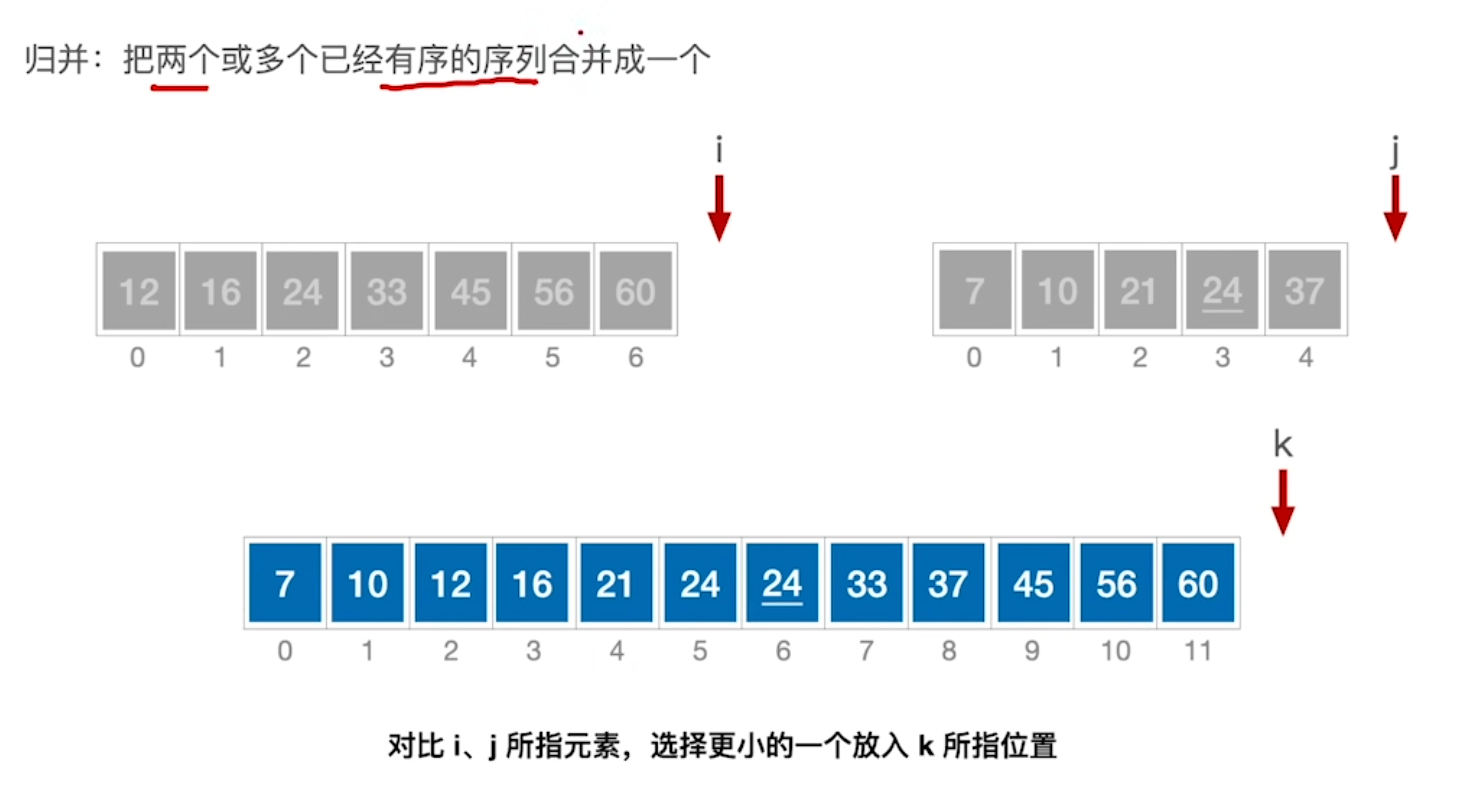 归并：把两个或多个已经有序的序列合并成一个
i
j
12 16 24 33 45 56 60
7 10 21 24 37
0 1 2 3 4 5 6
0 1 2 3 4
k
7 10 12 16 21 24 24 33 37 45 56 60
0 1 2 3 4 5 6 7 8 9 10 11
对比 i、j 所指元素，选择更小的一个放入 k 所指位置